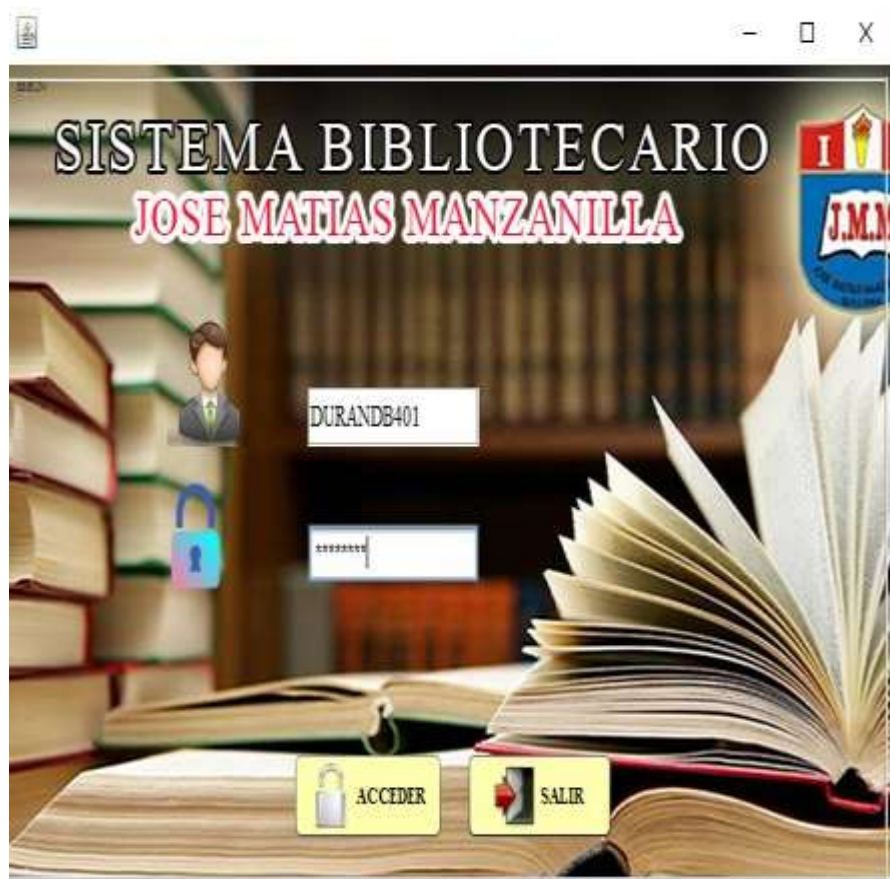 SISTEMA BIBLIOTECARIO
JOSE MATIAS MANZANILLA
I
J.M.M
DURANDB401
********
ACCEDER
SALIR